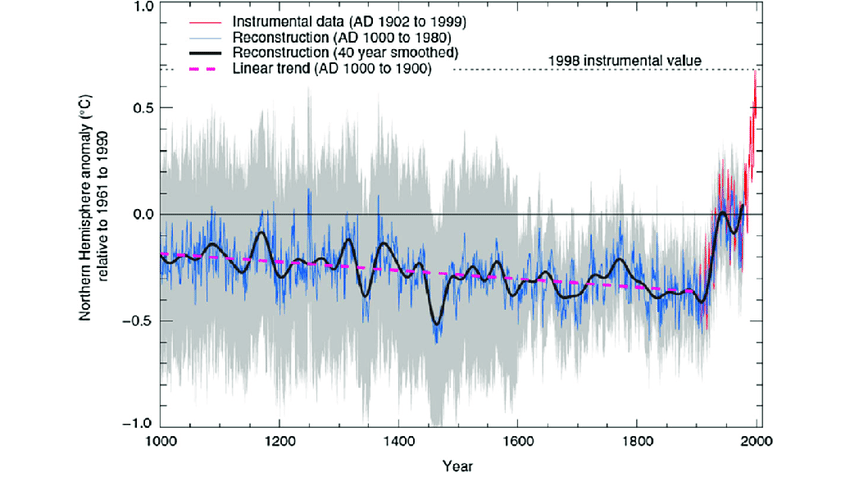 1.0
Instrumental data (AD 1902 to 1999)
Reconstruction (AD 1000 to 1980)
Reconstruction (40 year smoothed)
Linear trend (AD 1000 to 1900)
1998 instrumental value
0.5
0.0
−0.5
−1.0
Northern Hemisphere anomaly (°C)
relative to 1961 to 1990
1000 1200 1400 1600 1800 2000
Year